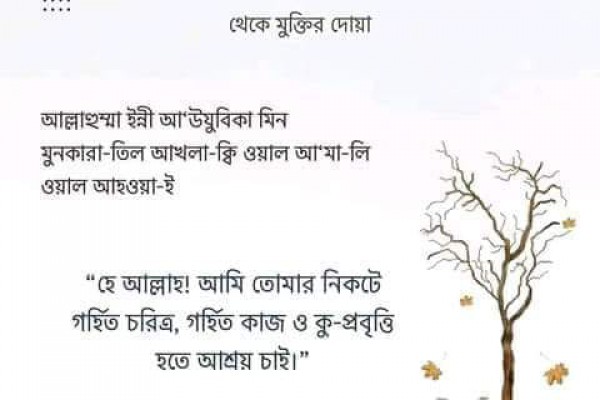 থেকে মুক্তির দোয়া
আল্লাহুম্মা ইন্নী আ‘উযুবিকা মিন
মুনকারা-তিল আখলা-ক্বি ওয়াল আ‘মা-লি
ওয়াল আহওয়া-ই
“হে আল্লাহ! আমি তোমার নিকটে
গর্হিত চরিত্র, গর্হিত কাজ ও কু-প্রবৃত্তি
হতে আশ্রয় চাই।”